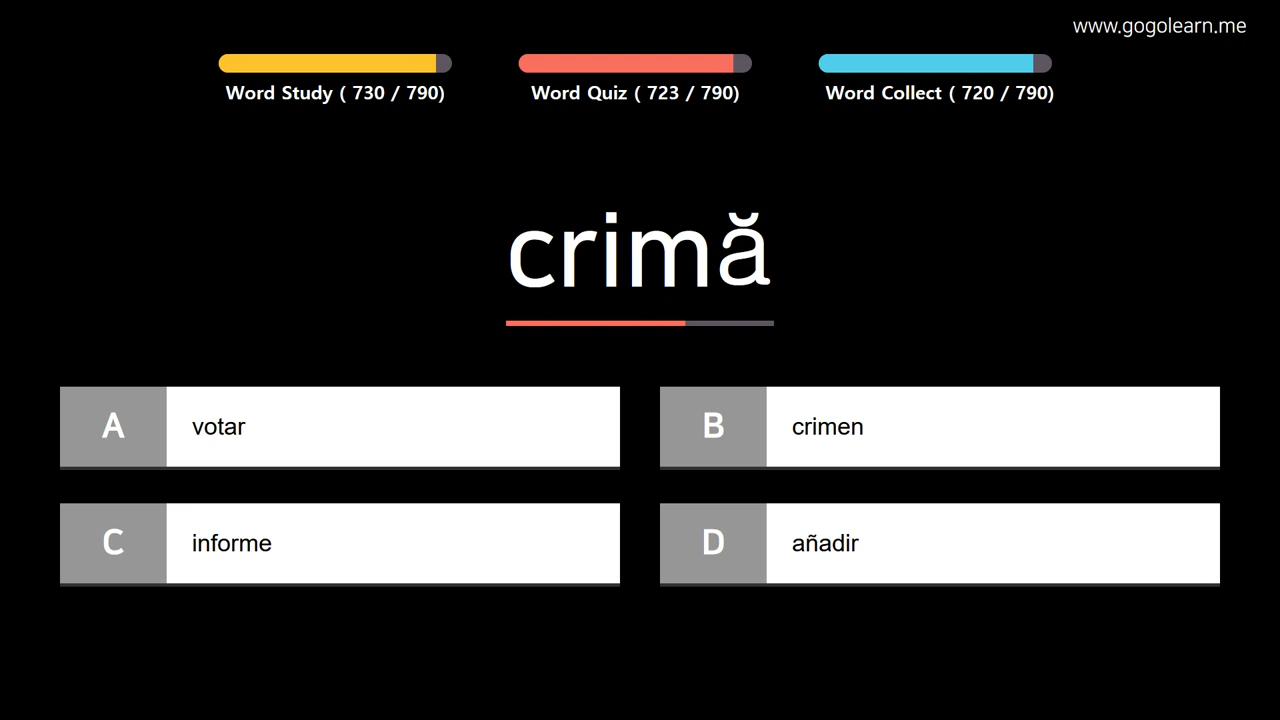 www.gogolearn.me
Word Study ( 730 / 790)
Word Quiz ( 723 / 790)
Word Collect ( 720 / 790)
crimă
A votar
B crimen
C informe
D añadir